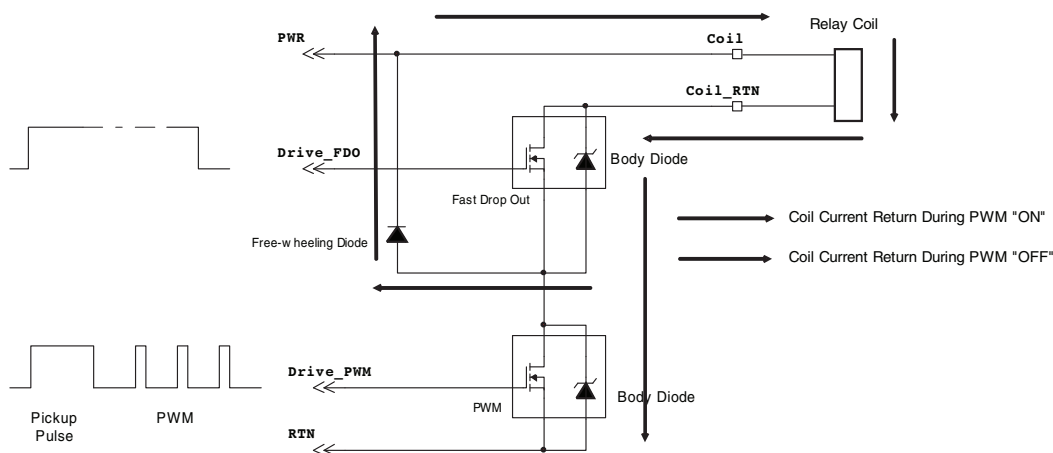 Relay Coil
PWR
Coil
Coil_RTN
Drive_FDO
Body Diode
Fast Drop Out
Coil Current Return During PWM "ON"
Free-w heeling Diode
Coil Current Return During PWM "OFF"
Drive_PWM
Body Diode
PWM
Pickup
Pulse
PWM
RTN